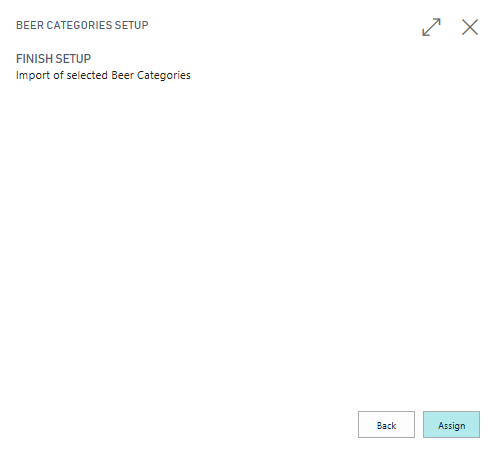 BEER CATEGORIES SETUP
FINISH SETUP
Import of selected Beer Categories
Back
Assign